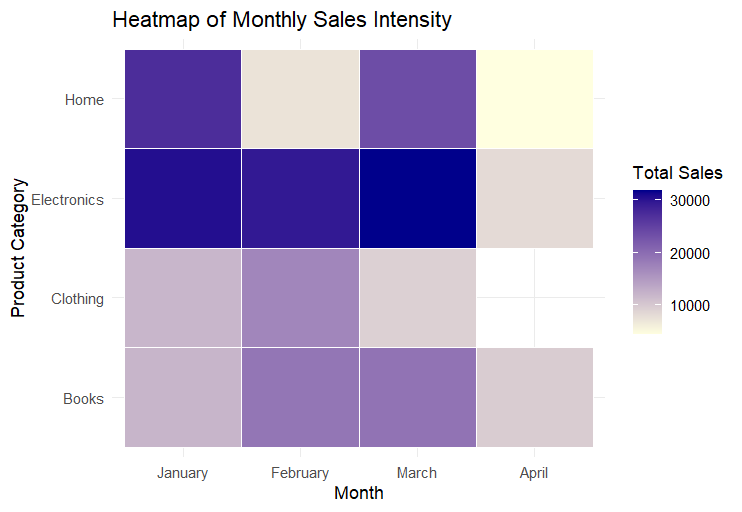 Heatmap of Monthly Sales Intensity
Product Category
Home
Electronics
Clothing
Books
January February March April
Month
Total Sales
30000
20000
10000